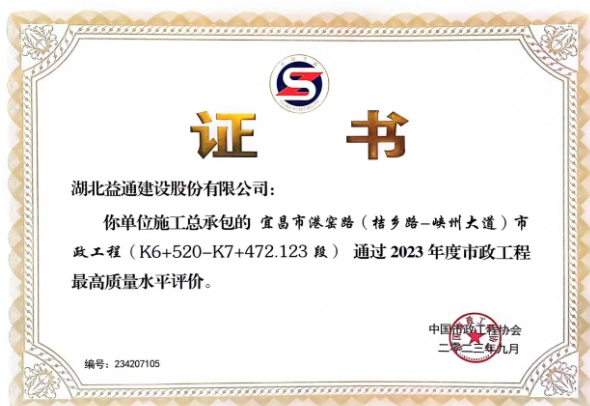 证 书
湖北益通建设股份有限公司：
你单位施工总承包的 宜昌市港窑路（桔乡路-峡州大道）市
政工程（K6+520-K7+472.123 段） 通过 2023 年度市政工程
最高质量水平评价。
中国市政工程协会
二零二三年九月
编号：234207105